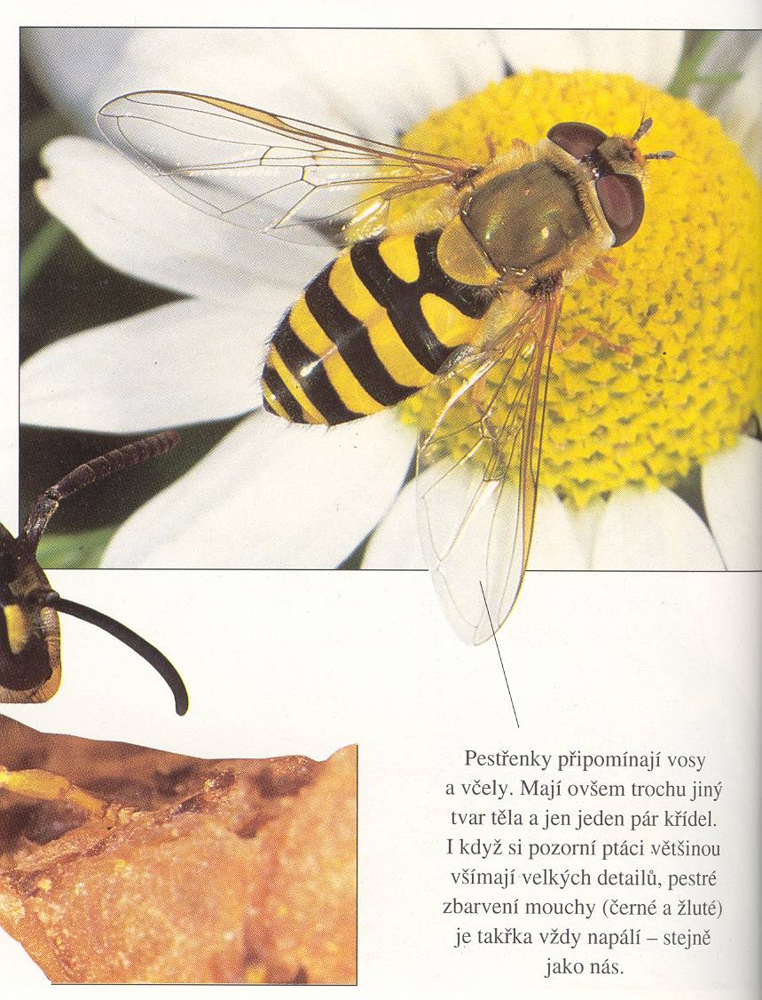 Pestřenky připomínají vosy
a včely. Mají ovšem trochu jiný
tvar těla a jen jeden pár křídel.
I když si pozorní ptáci většinou
všímají velkých detailů, pestré
zbarvení mouchy (černé a žluté)
je takřka vždy napálí – stejně
jako nás.